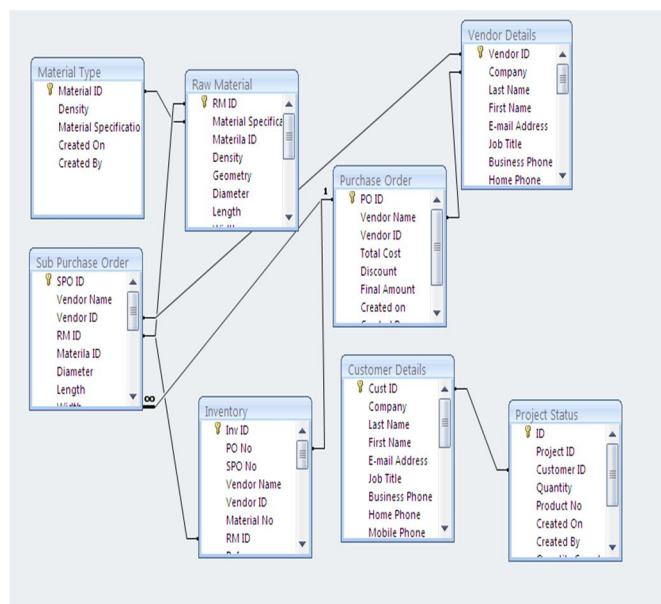 Material Type
Material ID
Density
Material Specificatio
Created On
Created By
Raw Material
RM ID
Material Specifica
Materila ID
Density
Geometry
Diameter
Length
Vendor Details
Vendor ID
Company
Last Name
First Name
E-mail Address
Job Title
Business Phone
Home Phone
Purchase Order
1
PO ID
Vendor Name
Vendor ID
Total Cost
Discount
Final Amount
Created on
Sub Purchase Order
SPO ID
Vendor Name
Vendor ID
RM ID
Materila ID
Diameter
Length
Width
∞
Inventory
Inv ID
PO No
SPO No
Vendor Name
Vendor ID
Material No
RM ID
Customer Details
Cust ID
Company
Last Name
First Name
E-mail Address
Job Title
Business Phone
Home Phone
Mobile Phone
Project Status
ID
Project ID
Customer ID
Quantity
Product No
Created On
Created By